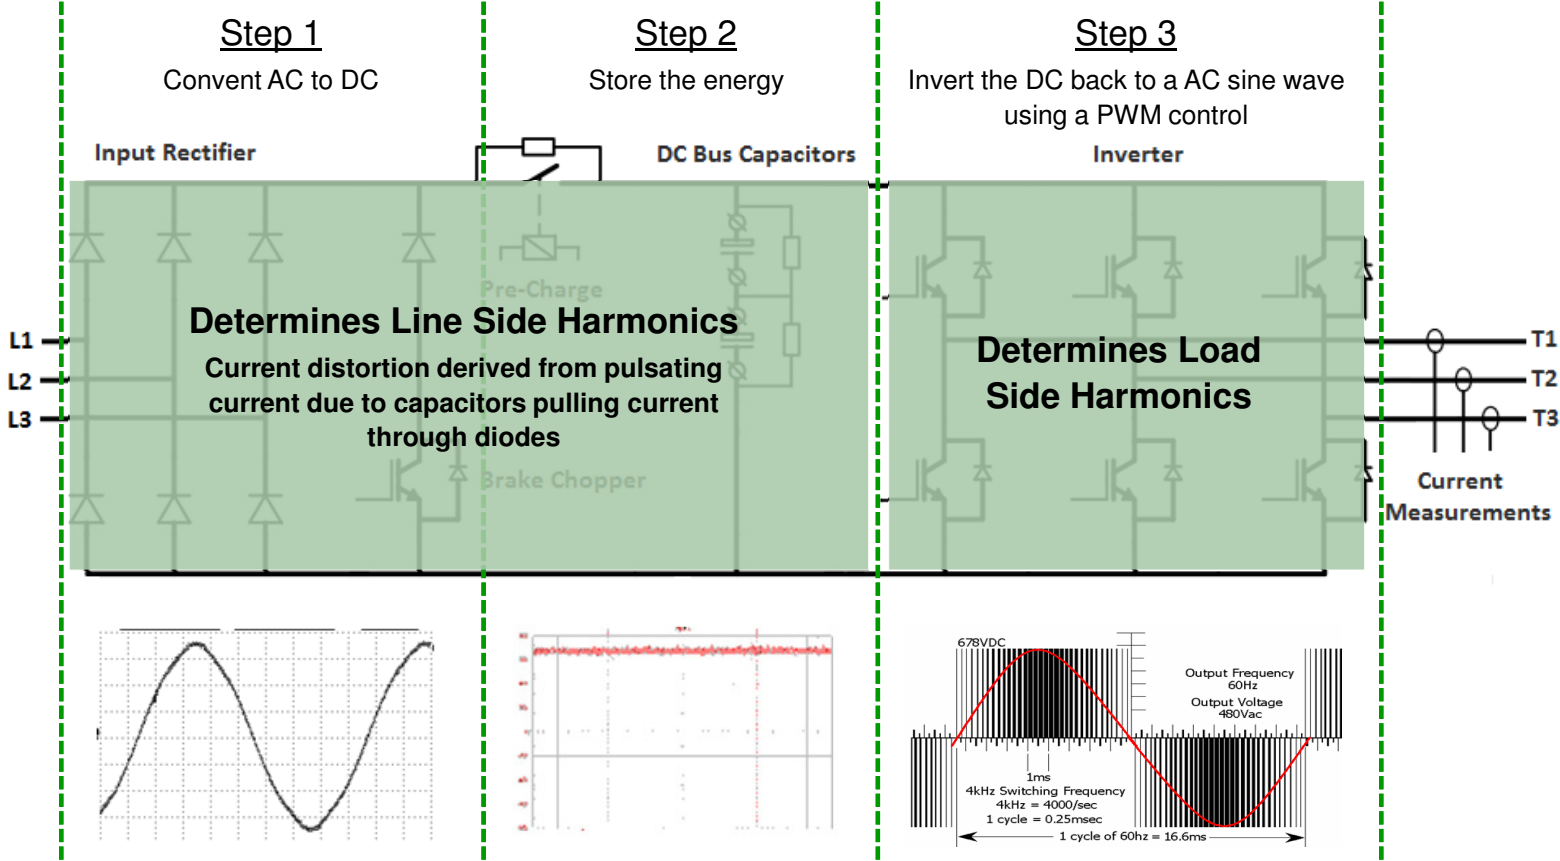 Step 1
Convent AC to DC
Step 2
Store the energy
Step 3
Invert the DC back to a AC sine wave
using a PWM control
Input Rectifier
DC Bus Capacitors
Inverter
Pre-Charge
Determines Line Side Harmonics
Current distortion derived from pulsating
current due to capacitors pulling current
through diodes
Brake Chopper
Determines Load
Side Harmonics
L1
L2
L3
T1
T2
T3
Current
Measurements
678VDC
Output Frequency
60Hz
Output Voltage
480Vac
1ms
4kHz Switching Frequency
4kHz = 4000/sec
1 cycle = 0.25msec
1 cycle of 60hz = 16.6ms